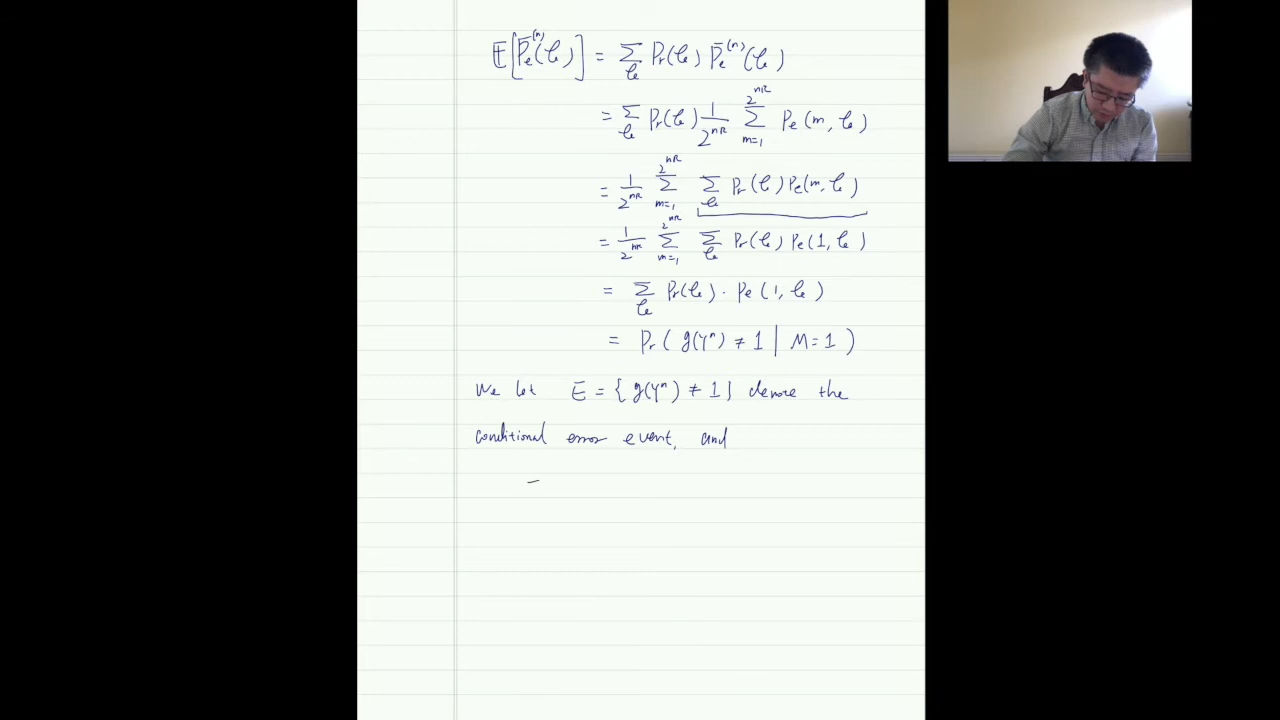 𝔼[P̄e⁽ⁿ⁾(𝒞)] = Σ_𝒞 Pr(𝒞) P̄e⁽ⁿ⁾(𝒞)
= Σ_𝒞 Pr(𝒞) 1/2^{nR} Σ_{m=1}^{2^{nR}} Pe(m, 𝒞)
= 1/2^{nR} Σ_{m=1}^{2^{nR}} Σ_𝒞 Pr(𝒞) Pe(m, 𝒞)
= 1/2^{nR} Σ_{m=1}^{2^{nR}} Σ_𝒞 Pr(𝒞) Pe(1, 𝒞)
= Σ_𝒞 Pr(𝒞) · Pe(1, 𝒞)
= Pr( g(Yⁿ) ≠ 1 | M = 1 )
We let E = { g(Yⁿ) ≠ 1 } denote the
conditional error event, and